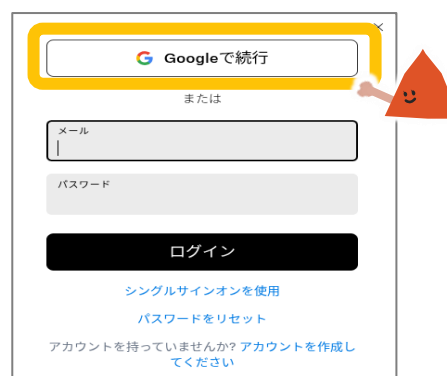 Googleで続行
または
メール
パスワード
ログイン
シングルサインオンを使用
パスワードをリセット
アカウントを持っていませんか? アカウントを作成し
てください